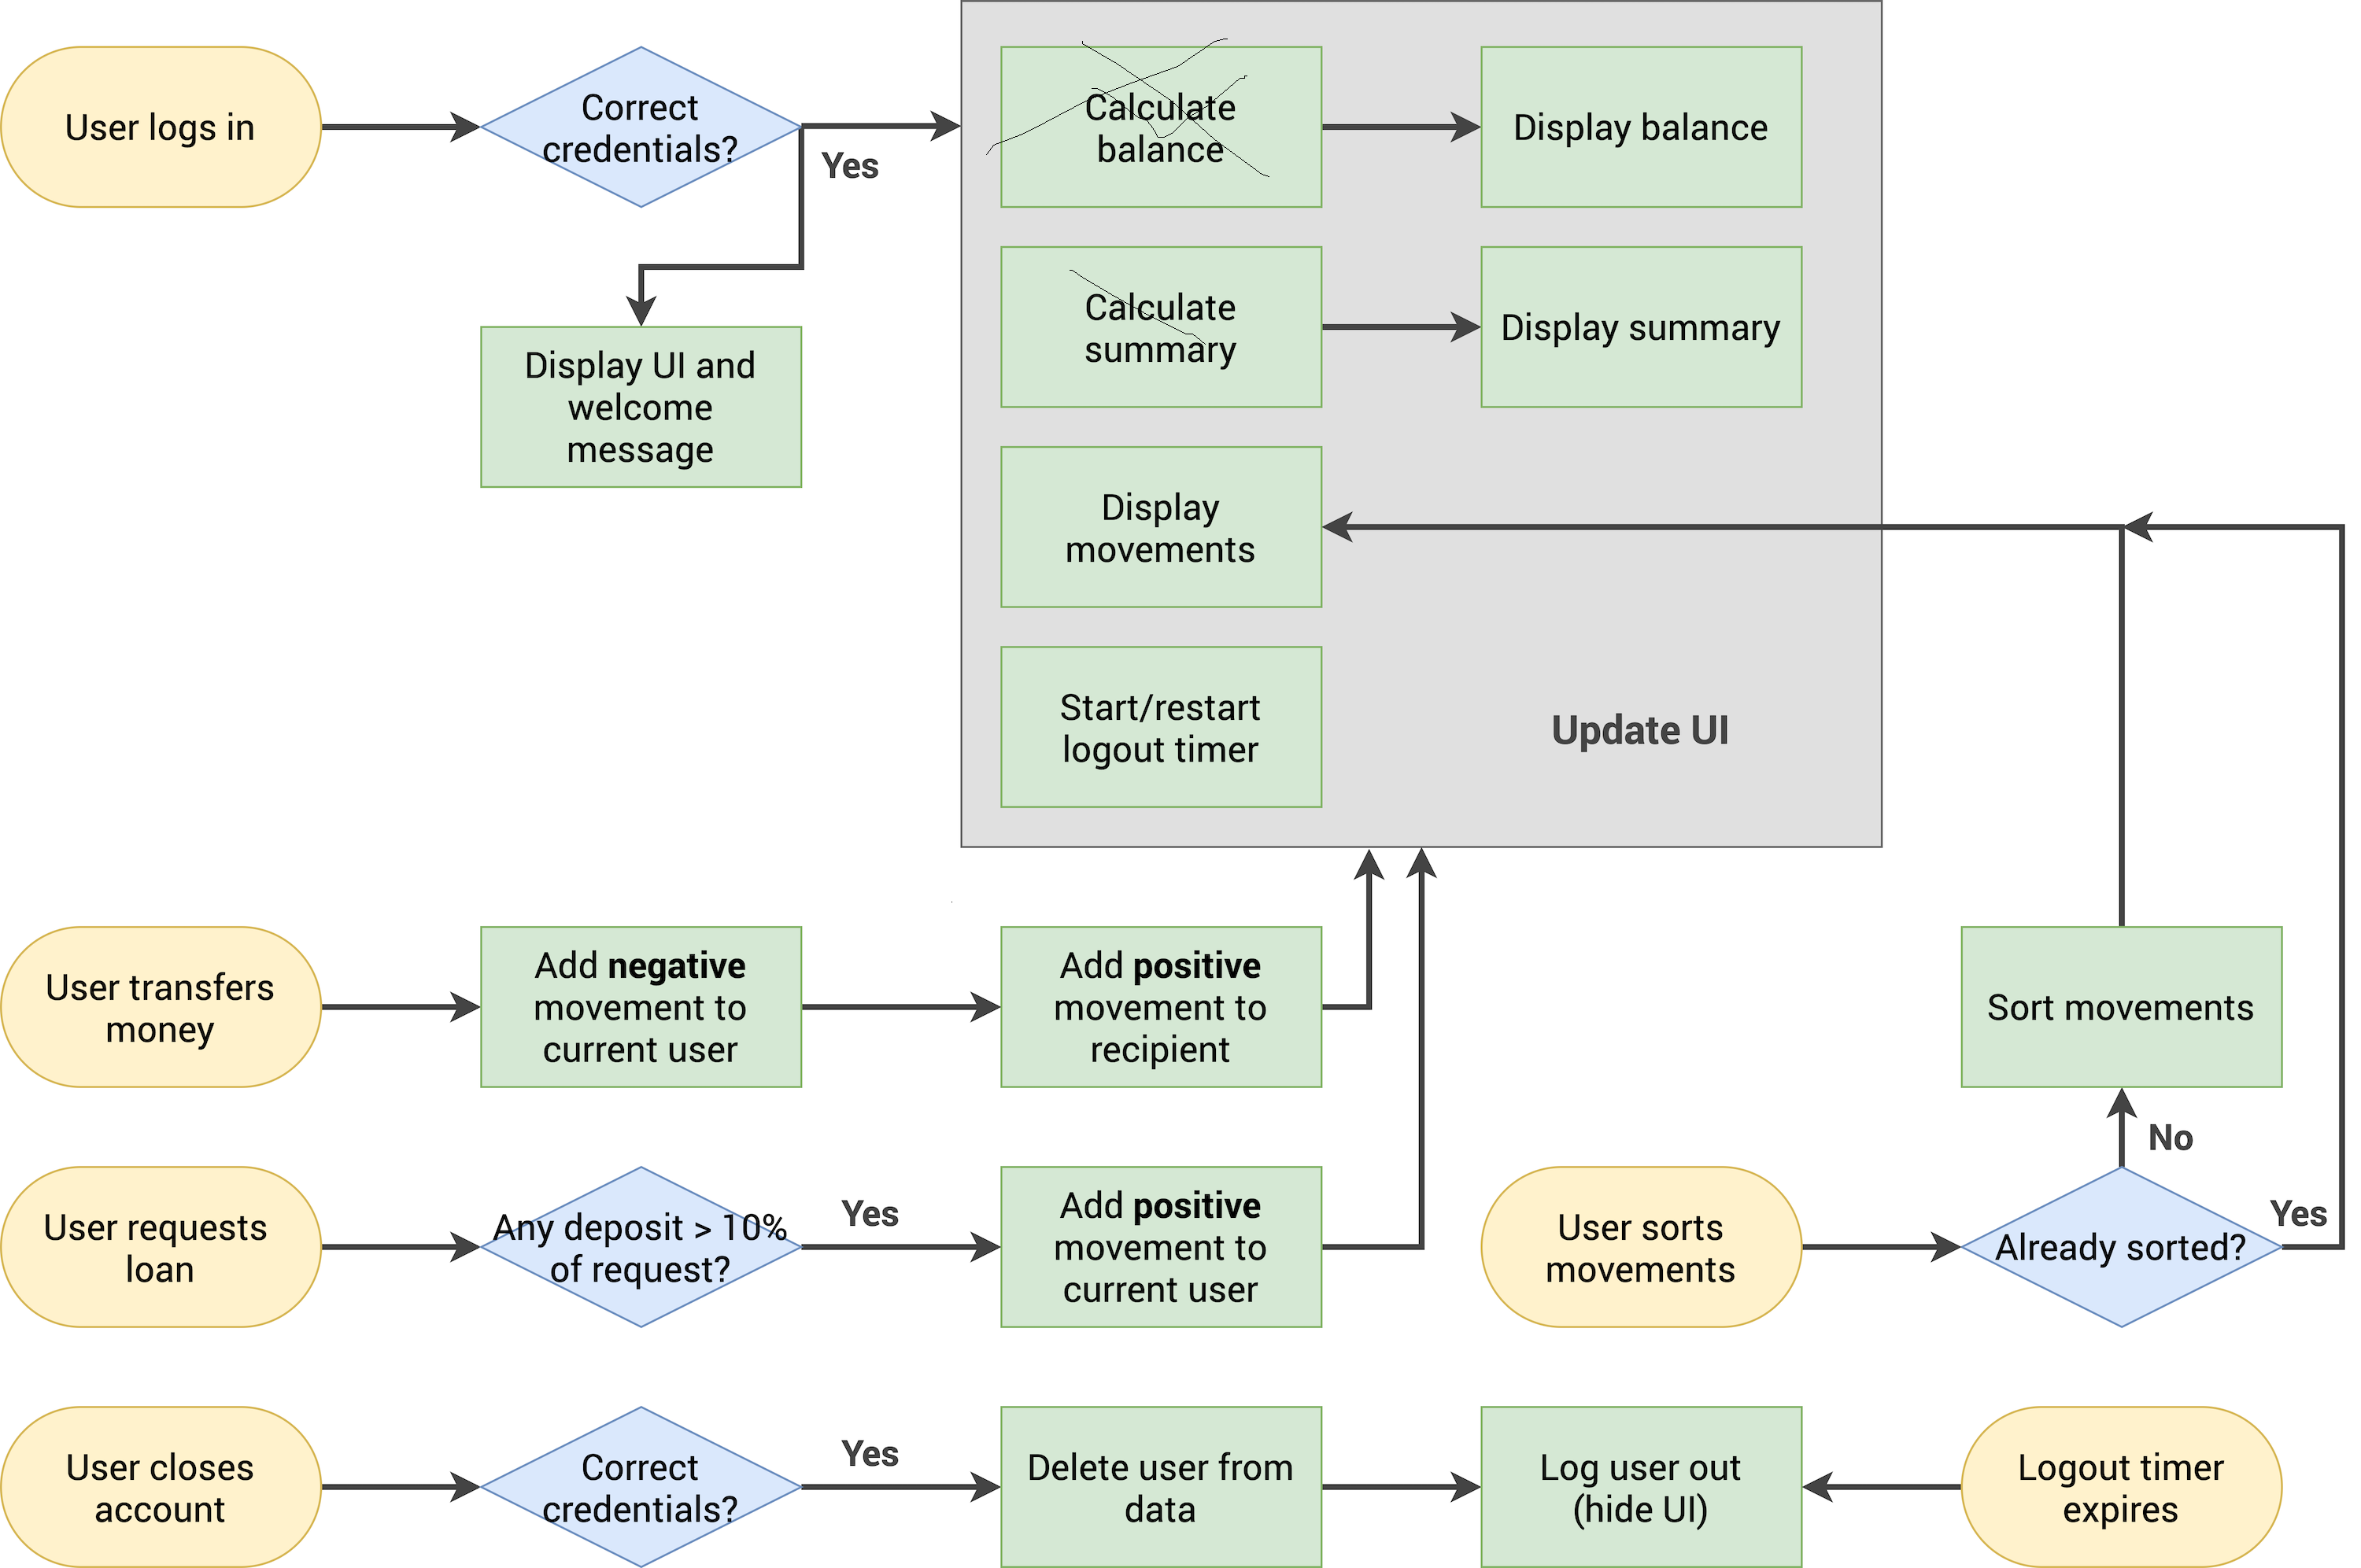 User logs in
Correct
credentials?
Yes
Calculate
balance
Display balance
Calculate
summary
Display summary
Display UI and
welcome
message
Display
movements
Start/restart
logout timer
Update UI
User transfers
money
Add negative
movement to
current user
Add positive
movement to
recipient
Sort movements
No
User requests
loan
Any deposit > 10%
of request?
Yes
Add positive
movement to
current user
User sorts
movements
Already sorted?
Yes
User closes
account
Correct
credentials?
Yes
Delete user from
data
Log user out
(hide UI)
Logout timer
expires